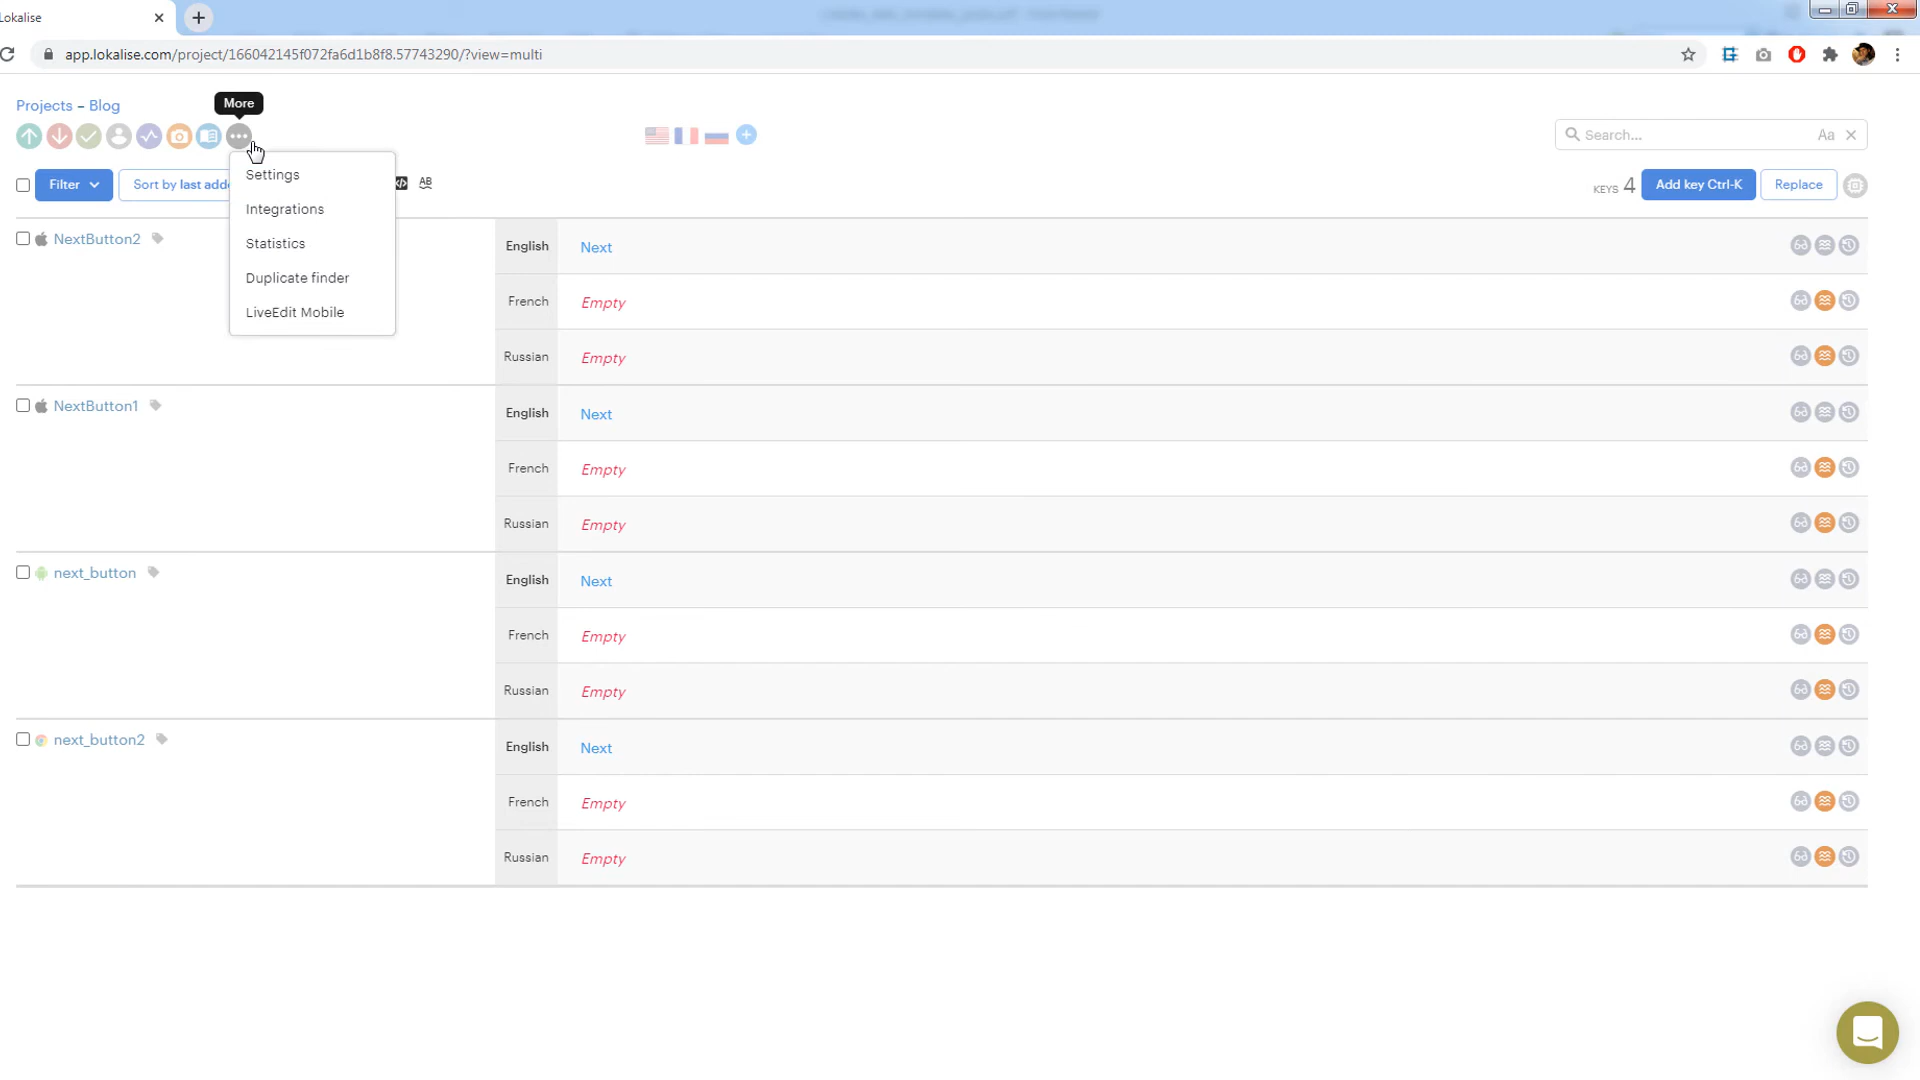 Lokalise
app.lokalise.com/project/166042145f072fa6d1b8f8.57743290/?view=multi
Projects – Blog
More
Search...
Aa
Filter
Sort by last adde
Settings
Integrations
Statistics
Duplicate finder
LiveEdit Mobile
AB
KEYS 4
Add key Ctrl-K
Replace
NextButton2
English
Next
French
Empty
Russian
Empty
NextButton1
English
Next
French
Empty
Russian
Empty
next_button
English
Next
French
Empty
Russian
Empty
next_button2
English
Next
French
Empty
Russian
Empty